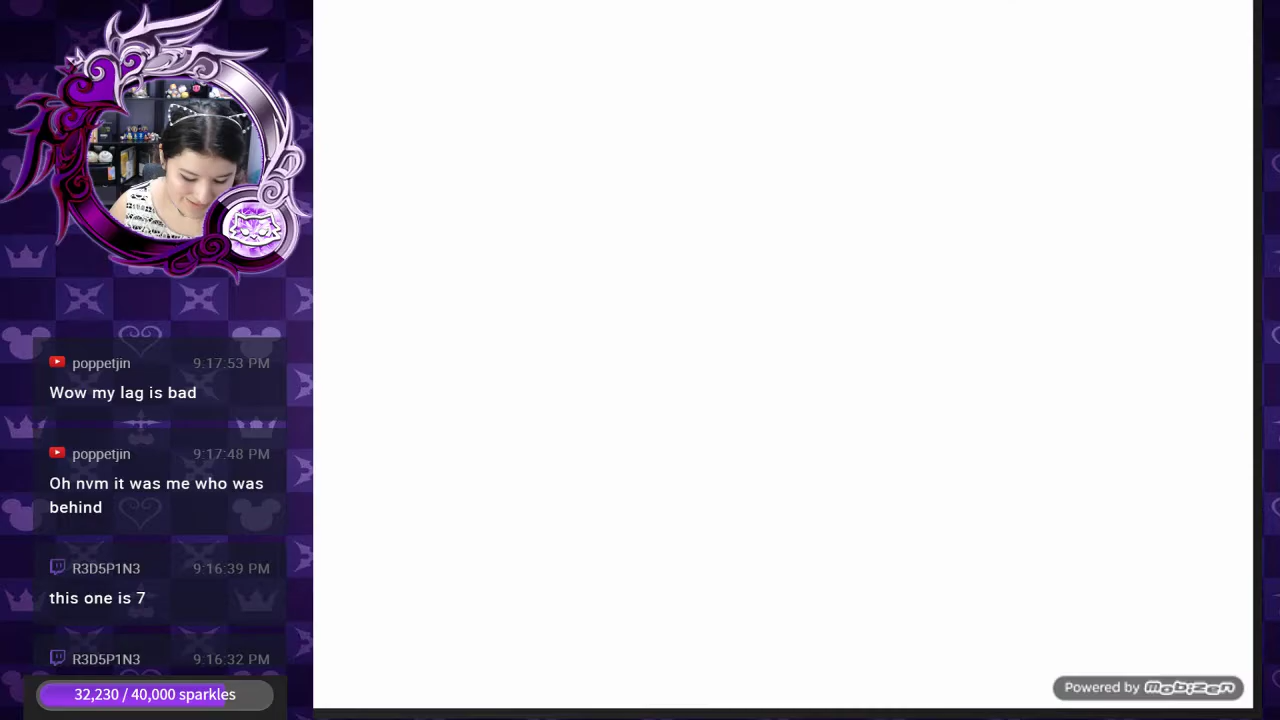 poppetjin 9:17:53 PM
Wow my lag is bad
poppetjin 9:17:48 PM
Oh nvm it was me who was
behind
R3D5P1N3 9:16:39 PM
this one is 7
R3D5P1N3 9:16:32 PM
32,230 / 40,000 sparkles
Powered by mobizen